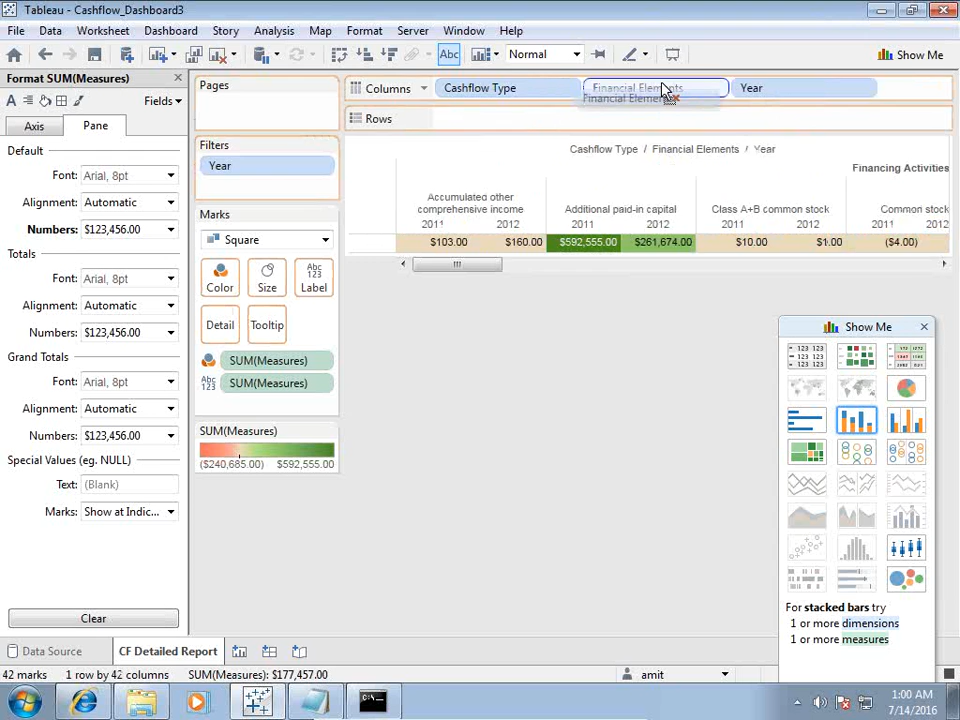 Tableau - Cashflow_Dashboard3
File Data Worksheet Dashboard Story Analysis Map Format Server Window Help
Abc Normal Show Me
Format SUM(Measures)
Fields
Axis Pane
Default
Font: Arial, 8pt
Alignment: Automatic
Numbers: $123,456.00
Totals
Font: Arial, 8pt
Alignment: Automatic
Numbers: $123,456.00
Grand Totals
Font: Arial, 8pt
Alignment: Automatic
Numbers: $123,456.00
Special Values (eg. NULL)
Text: (Blank)
Marks: Show at Indic...
Clear
Pages
Filters
Year
Marks
Square
Abc
123
Color Size Label
Detail Tooltip
SUM(Measures)
Abc
123
SUM(Measures)
SUM(Measures)
($240,685.00) $592,555.00
Columns Cashflow Type Financial Elements Year
Financial Elements
Rows
Cashflow Type / Financial Elements / Year
Financing Activities
Accumulated other
comprehensive income Additional paid-in capital Class A+B common stock Common stock
2011 2012 2011 2012 2011 2012 2011 2012
$103.00 $160.00 $592,555.00 $261,674.00 $10.00 $1.00 ($4.00)
Show Me
For stacked bars try
1 or more dimensions
1 or more measures
Data Source CF Detailed Report
42 marks 1 row by 42 columns SUM(Measures): $177,457.00 amit
1:00 AM
7/14/2016